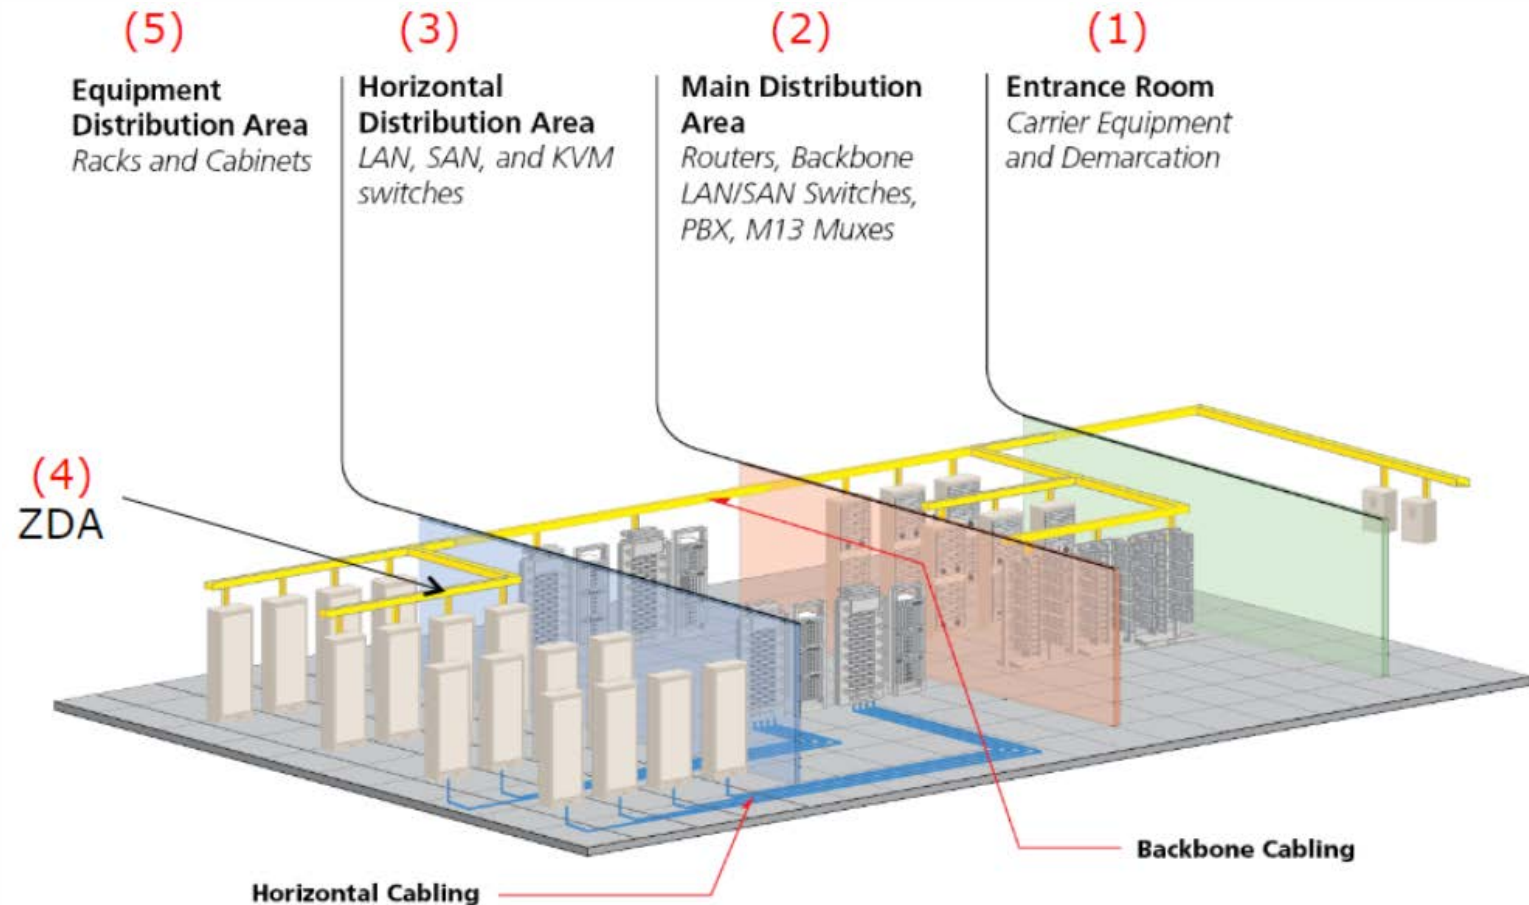 (5)
Equipment
Distribution Area
Racks and Cabinets
(3)
Horizontal
Distribution Area
LAN, SAN, and KVM
switches
(2)
Main Distribution
Area
Routers, Backbone
LAN/SAN Switches,
PBX, M13 Muxes
(1)
Entrance Room
Carrier Equipment
and Demarcation
(4)
ZDA
Backbone Cabling
Horizontal Cabling